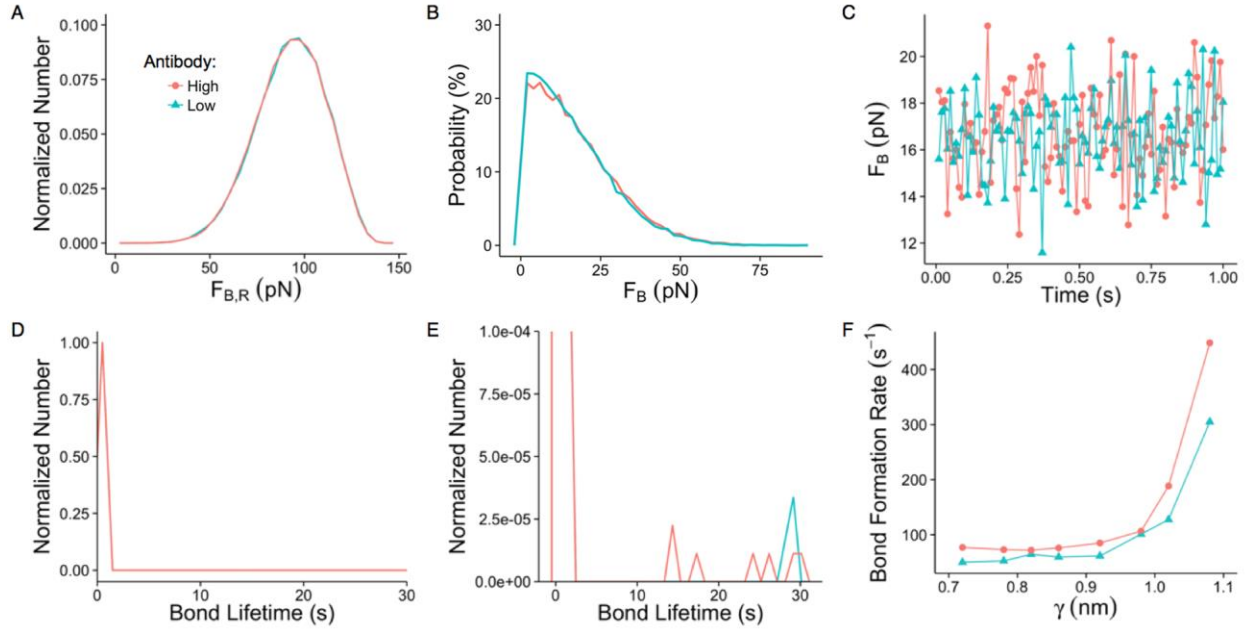 A
Normalized Number
0.100
0.075
0.050
0.025
0.000
Antibody:
High
Low
0
50
100
150
F_B,R (pN)
B
Probability (%)
30
20
10
0
0
25
50
75
F_B (pN)
C
F_B (pN)
20
18
16
14
12
0.00
0.25
0.50
0.75
1.00
Time (s)
D
Normalized Number
1.00
0.75
0.50
0.25
0.00
0
10
20
30
Bond Lifetime (s)
E
Normalized Number
1.0e-04
7.5e-05
5.0e-05
2.5e-05
0.0e+00
0
10
20
30
Bond Lifetime (s)
F
Bond Formation Rate (s⁻¹)
400
300
200
100
0.7
0.8
0.9
1.0
1.1
γ (nm)